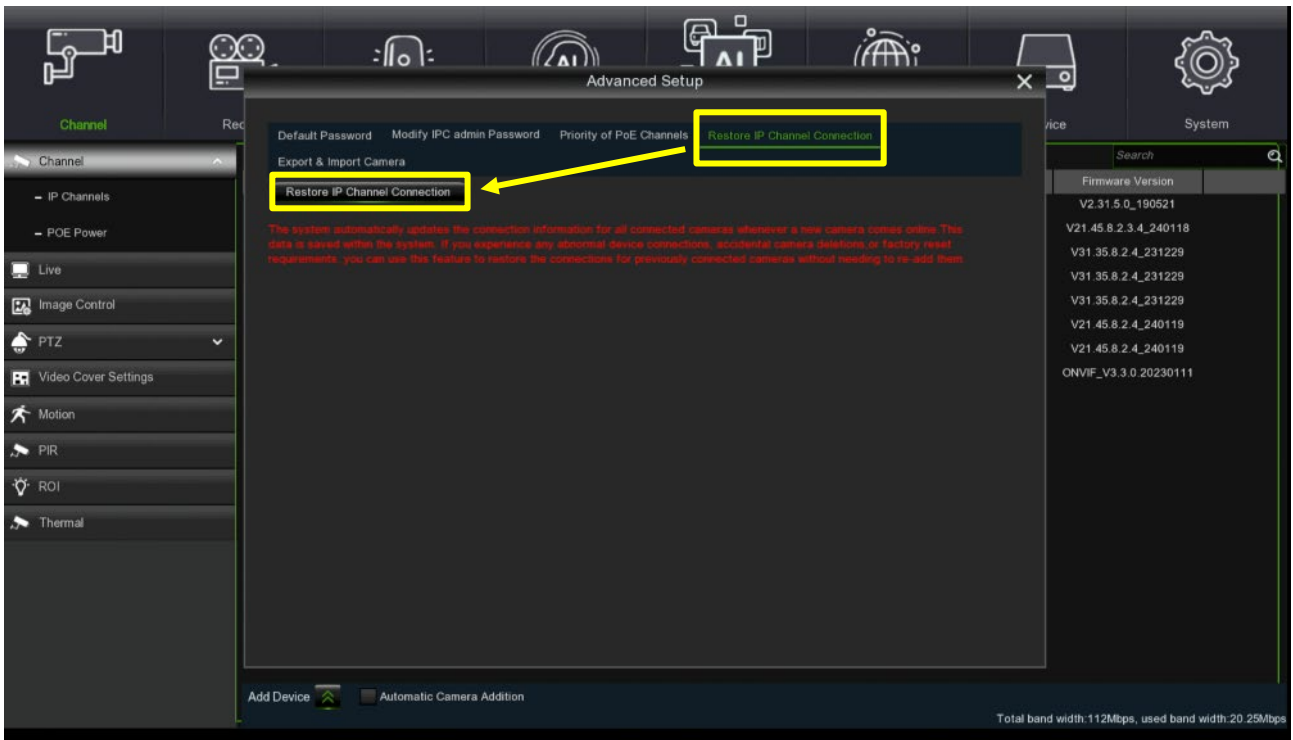 Advanced Setup
Channel
Rec
vice
System
Default Password
Modify IPC admin Password
Priority of PoE Channels
Restore IP Channel Connection
Export & Import Camera
Restore IP Channel Connection
The system automatically updates the connection information for all connected cameras whenever a new camera comes online.This
data is saved within the system. If you experience any abnormal device connections, accidental camera deletions,or factory reset
requirements, you can use this feature to restore the connections for previously connected cameras without needing to re-add them.
Channel
– IP Channels
– POE Power
Live
Image Control
PTZ
Video Cover Settings
Motion
PIR
ROI
Thermal
Search
Firmware Version
V2.31.5.0_190521
V21.45.8.2.3.4_240118
V31.35.8.2.4_231229
V31.35.8.2.4_231229
V31.35.8.2.4_231229
V21.45.8.2.4_240119
V21.45.8.2.4_240119
ONVIF_V3.3.0.20230111
Add Device
Automatic Camera Addition
Total band width:112Mbps, used band width:20.25Mbps